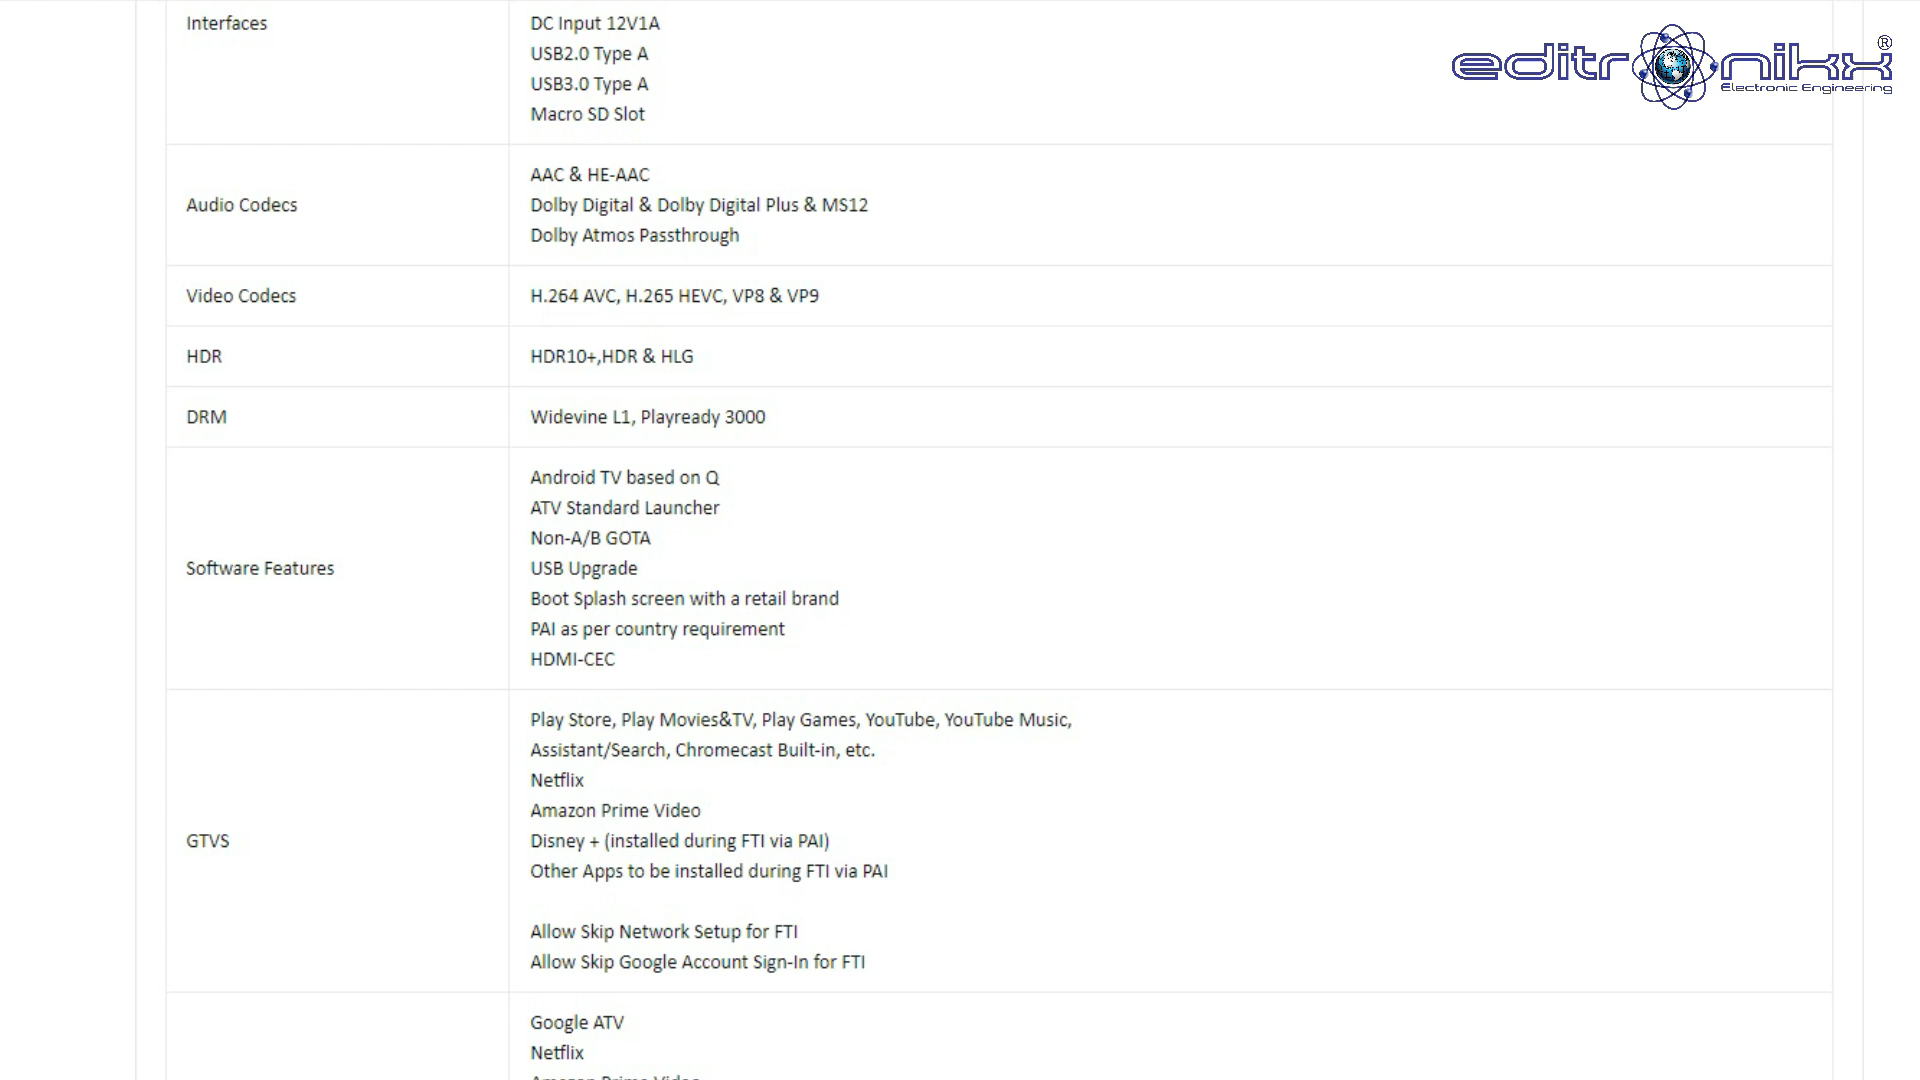 Interfaces
DC Input 12V1A
USB2.0 Type A
USB3.0 Type A
Macro SD Slot
editronikx®
Electronic Engineering
Audio Codecs
AAC & HE-AAC
Dolby Digital & Dolby Digital Plus & MS12
Dolby Atmos Passthrough
Video Codecs
H.264 AVC, H.265 HEVC, VP8 & VP9
HDR
HDR10+,HDR & HLG
DRM
Widevine L1, Playready 3000
Software Features
Android TV based on Q
ATV Standard Launcher
Non-A/B GOTA
USB Upgrade
Boot Splash screen with a retail brand
PAI as per country requirement
HDMI-CEC
GTVS
Play Store, Play Movies&TV, Play Games, YouTube, YouTube Music,
Assistant/Search, Chromecast Built-in, etc.
Netflix
Amazon Prime Video
Disney + (installed during FTI via PAI)
Other Apps to be installed during FTI via PAI
Allow Skip Network Setup for FTI
Allow Skip Google Account Sign-In for FTI
Google ATV
Netflix
Amazon Prime Video